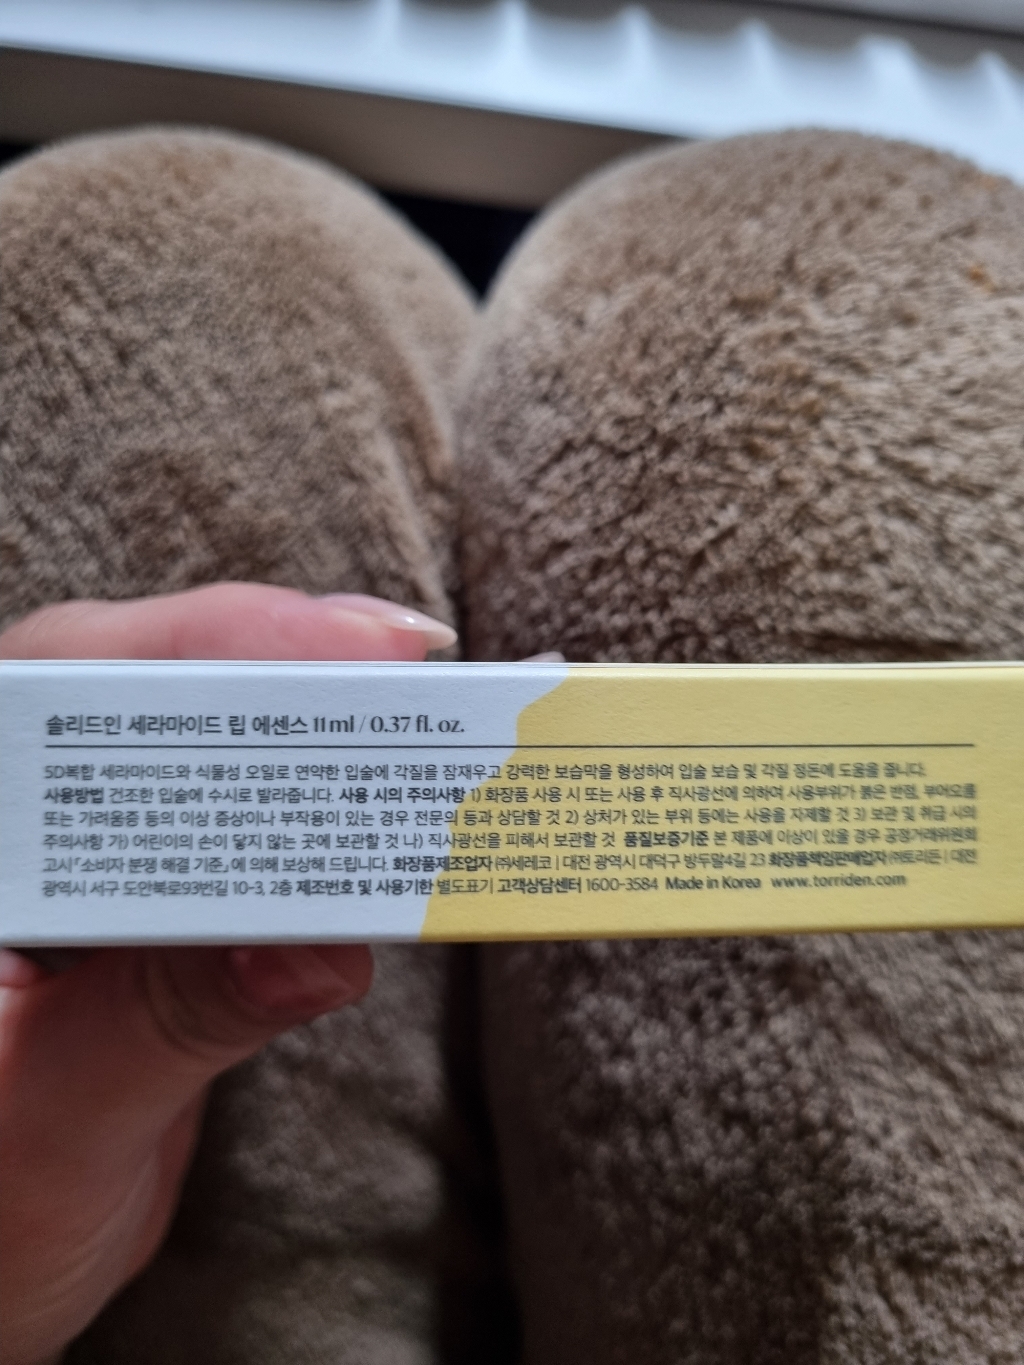 솔리드인 세라마이드 립 에센스 11 ml / 0.37 fl. oz.
5D복합 세라마이드와 식물성 오일로 연약한 입술에 각질을 잠재우고 강력한 보습막을 형성하여 입술 보습 및 각질 정돈에 도움을 줍니다.
사용방법 건조한 입술에 수시로 발라줍니다. 사용 시의 주의사항 1) 화장품 사용 시 또는 사용 후 직사광선에 의하여 사용부위가 붉은 반점, 부어오름
또는 가려움증 등의 이상 증상이나 부작용이 있는 경우 전문의 등과 상담할 것 2) 상처가 있는 부위 등에는 사용을 자제할 것 3) 보관 및 취급 시의
주의사항 가) 어린이의 손이 닿지 않는 곳에 보관할 것 나) 직사광선을 피해서 보관할 것 품질보증기준 본 제품에 이상이 있을 경우 공정거래위원회
고시「소비자 분쟁 해결 기준」에 의해 보상해 드립니다. 화장품제조업자 ㈜세레코 | 대전 광역시 대덕구 방두말4길 23 화장품책임판매업자 ㈜토리든 | 대전
광역시 서구 도안북로93번길 10-3, 2층 제조번호 및 사용기한 별도표기 고객상담센터 1600-3584 Made in Korea www.torriden.com